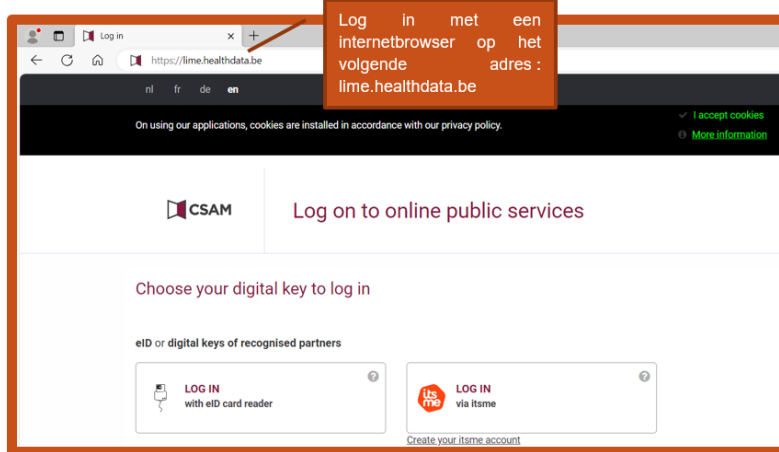 Log in met een
internetbrowser op het
volgende adres :
lime.healthdata.be
Log in
https://lime.healthdata.be
nl fr de en
On using our applications, cookies are installed in accordance with our privacy policy.
I accept cookies
More information
CSAM
Log on to online public services
Choose your digital key to log in
eID or digital keys of recognised partners
LOG IN
with eID card reader
its
me
LOG IN
via itsme
Create your itsme account